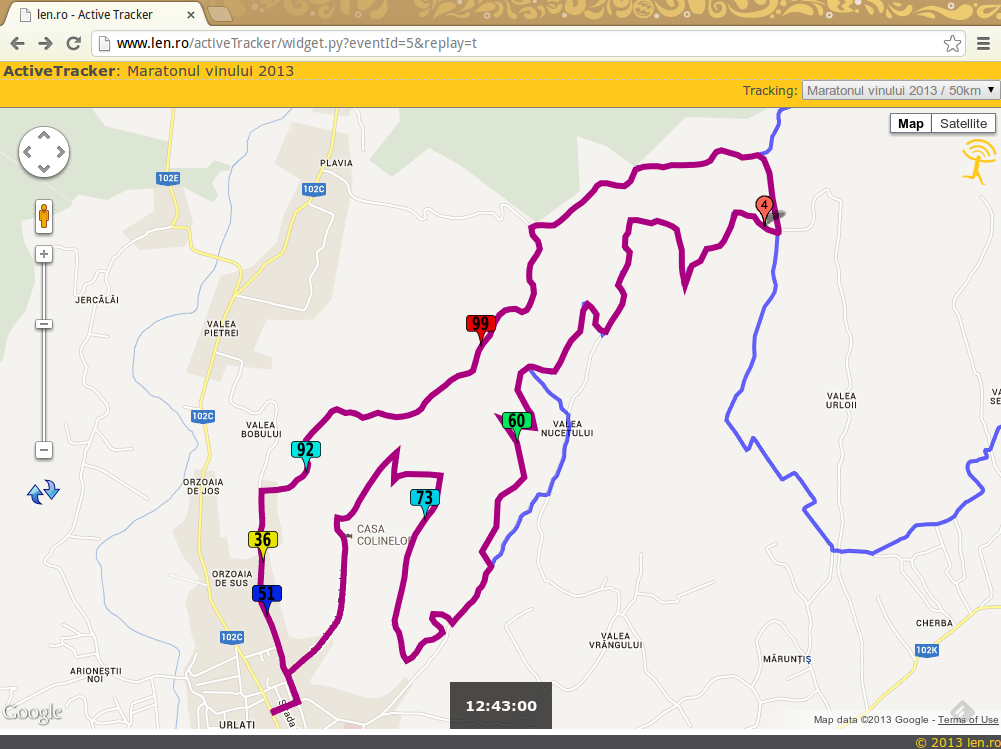 len.ro - Active Tracker
www.len.ro/activeTracker/widget.py?eventId=5&replay=t
ActiveTracker: Maratonul vinului 2013
Tracking: Maratonul vinului 2013 / 50km
Map Satellite
PLAVIA
102E
102C
4
JERCĂLĂI
VALEA
PIETREI
99
102C
VALEA
BOBULUI
92
60
VALEA
NUCETULUI
VALEA
URLOII
VA
SE
ORZOAIA
DE JOS
73
CASA
COLINELOR
36
ORZOAIA
DE SUS
51
102C
VALEA
VRÂNGULUI
CHERBA
102K
MĂRUNȚIȘ
ARIONEȘTII
NOI
Strada
URLATI
12:43:00
Google
Map data ©2013 Google - Terms of Use
© 2013 len.ro